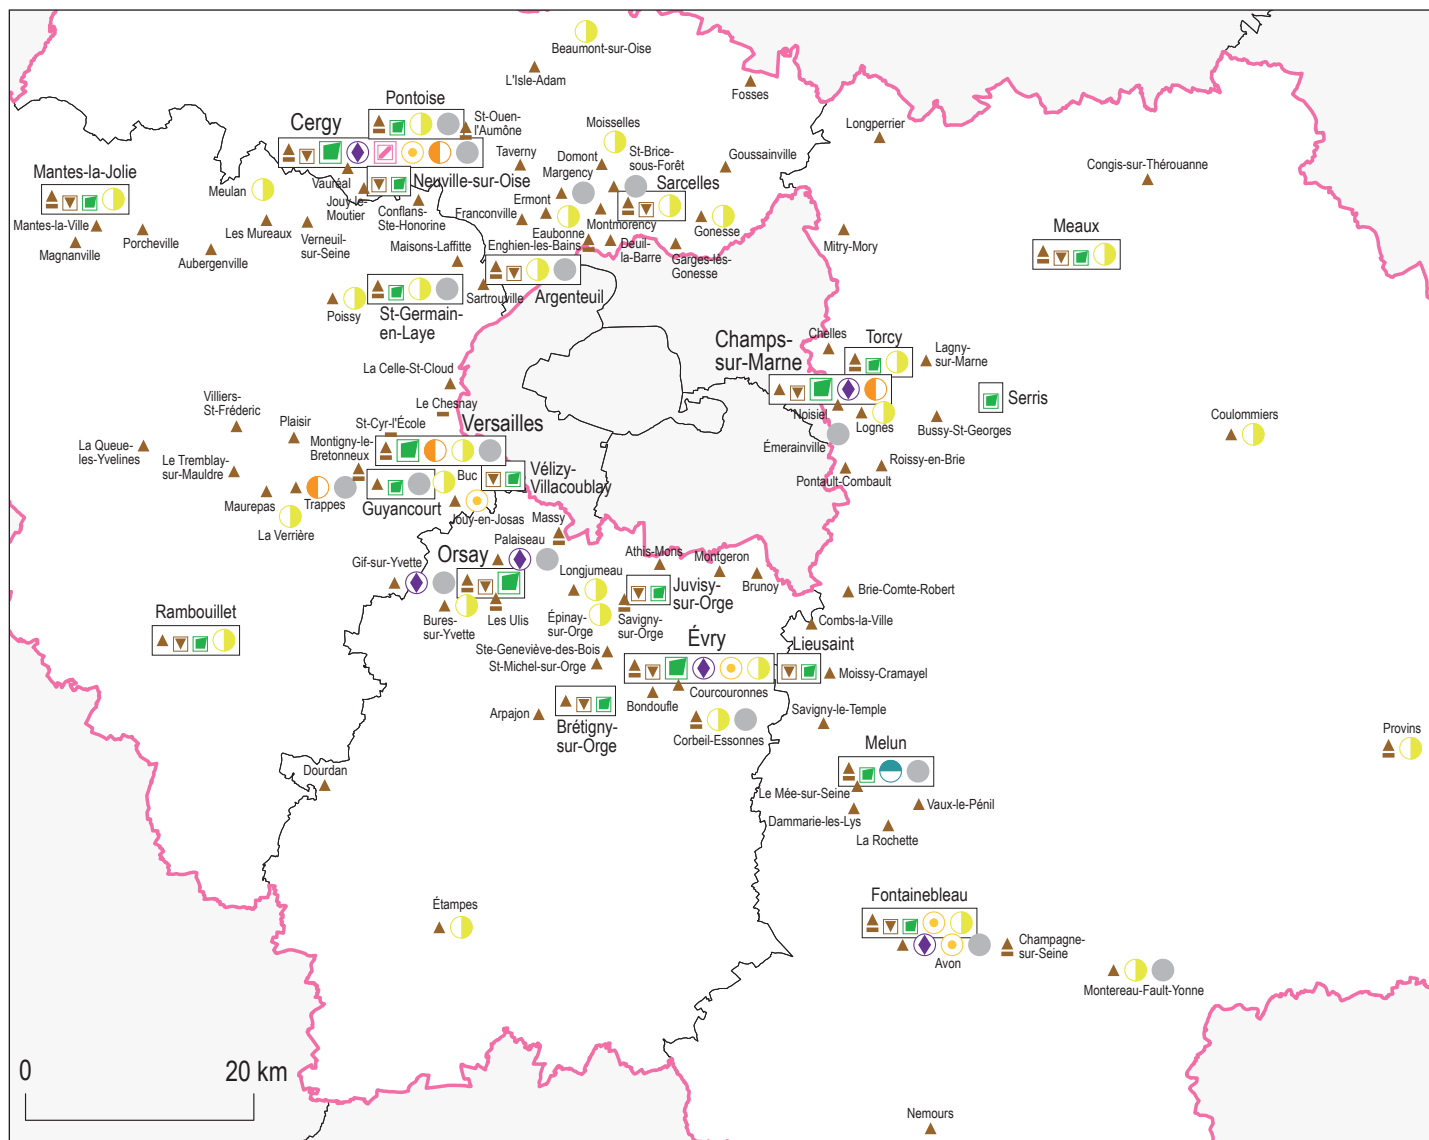 Beaumont-sur-Oise
L'Isle-Adam
Fosses
Pontoise
St-Ouen-
l'Aumône
Cergy
Moisselles
Longperrier
Taverny
Domont
St-Brice-
sous-Forêt
Goussainville
Congis-sur-Thérouanne
Mantes-la-Jolie
Meulan
Vauréal
Jouy-le-
Moutier
Neuville-sur-Oise
Margency
Sarcelles
Conflans-
Ste-Honorine
Franconville
Ermont
Eaubonne
Montmorency
Gonesse
Mantes-la-Ville
Magnanville
Porcheville
Les Mureaux
Verneuil-
sur-Seine
Aubergenville
Maisons-Laffitte
Enghien-les-Bains
Deuil-
la-Barre
Garges-lès-
Gonesse
Mitry-Mory
Meaux
Poissy
St-Germain-
en-Laye
Sartrouville
Argenteuil
Champs-
sur-Marne
Chelles
Torcy
Lagny-
sur-Marne
Serris
La Celle-St-Cloud
Le Chesnay
Noisiel
Lognes
Bussy-St-Georges
Coulommiers
Villiers-
St-Frédéric
Plaisir
St-Cyr-l'École
Versailles
Émerainville
La Queue-
les-Yvelines
Le Tremblay-
sur-Mauldre
Montigny-le-
Bretonneux
Roissy-en-Brie
Pontault-Combault
Maurepas
Trappes
Guyancourt
Buc
Vélizy-
Villacoublay
La Verrière
Jouy-en-Josas
Massy
Palaiseau
Orsay
Gif-sur-Yvette
Longjumeau
Athis-Mons
Montgeron
Brunoy
Juvisy-
sur-Orge
Brie-Comte-Robert
Rambouillet
Bures-
sur-Yvette
Les Ulis
Épinay-
sur-Orge
Savigny-
sur-Orge
Combs-la-Ville
Ste-Geneviève-des-Bois
St-Michel-sur-Orge
Évry
Lieusaint
Moissy-Cramayel
Bondoufle
Courcouronnes
Arpajon
Brétigny-
sur-Orge
Corbeil-Essonnes
Savigny-le-Temple
Provins
Melun
Dourdan
Le Mée-sur-Seine
Vaux-le-Pénil
Dammarie-les-Lys
La Rochette
Étampes
Fontainebleau
Avon
Champagne-
sur-Seine
Montereau-Fault-Yonne
0
20 km
Nemours